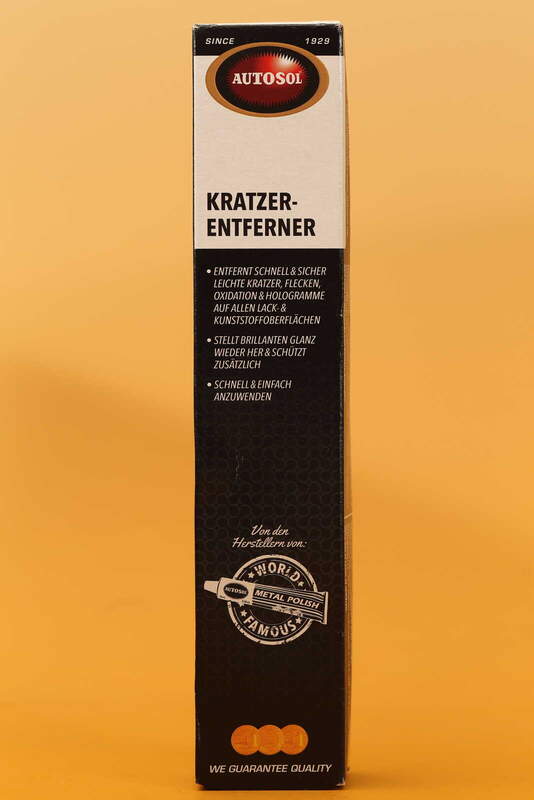 SINCE 1929
AUTOSOL
KRATZER-
ENTFERNER
• ENTFERNT SCHNELL & SICHER
LEICHTE KRATZER, FLECKEN,
OXIDATION & HOLOGRAMME
AUF ALLEN LACK- &
KUNSTSTOFFOBERFLÄCHEN
• STELLT BRILLANTEN GLANZ
WIEDER HER & SCHÜTZT
ZUSÄTZLICH
• SCHNELL & EINFACH
ANZUWENDEN
Von den
Herstellern von:
WORLD
AUTOSOL METAL POLISH
FAMOUS
WE GUARANTEE QUALITY